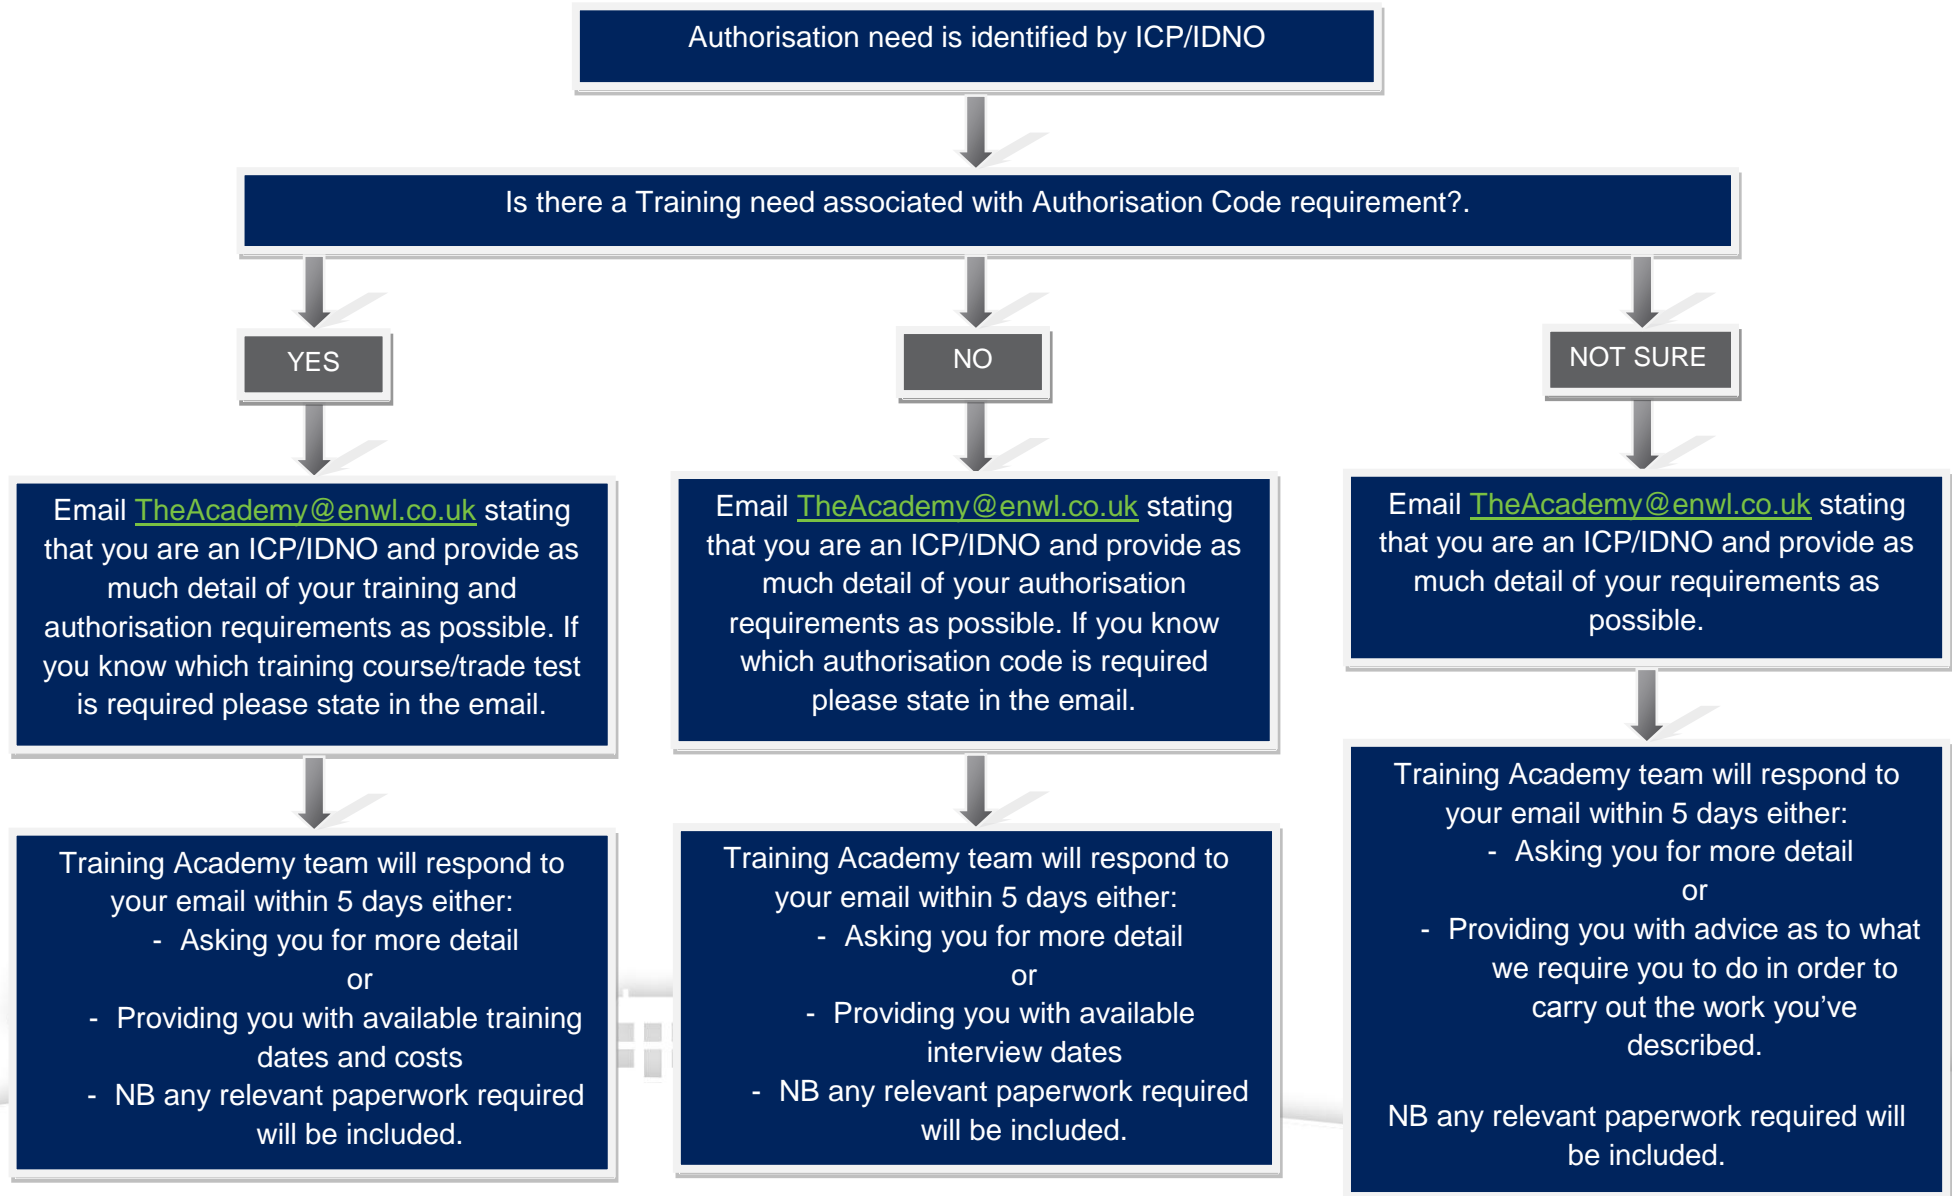 Authorisation need is identified by ICP/IDNO
Is there a Training need associated with Authorisation Code requirement?.
YES
NO
NOT SURE
Email TheAcademy@enwl.co.uk stating
that you are an ICP/IDNO and provide as
much detail of your training and
authorisation requirements as possible. If
you know which training course/trade test
is required please state in the email.
Email TheAcademy@enwl.co.uk stating
that you are an ICP/IDNO and provide as
much detail of your authorisation
requirements as possible. If you know
which authorisation code is required
please state in the email.
Email TheAcademy@enwl.co.uk stating
that you are an ICP/IDNO and provide as
much detail of your requirements as
possible.
Training Academy team will respond to
your email within 5 days either:
- Asking you for more detail
or
- Providing you with available training
dates and costs
- NB any relevant paperwork required
will be included.
Training Academy team will respond to
your email within 5 days either:
- Asking you for more detail
or
- Providing you with available
interview dates
- NB any relevant paperwork required
will be included.
Training Academy team will respond to
your email within 5 days either:
- Asking you for more detail
or
- Providing you with advice as to what
we require you to do in order to
carry out the work you’ve
described.
NB any relevant paperwork required will
be included.